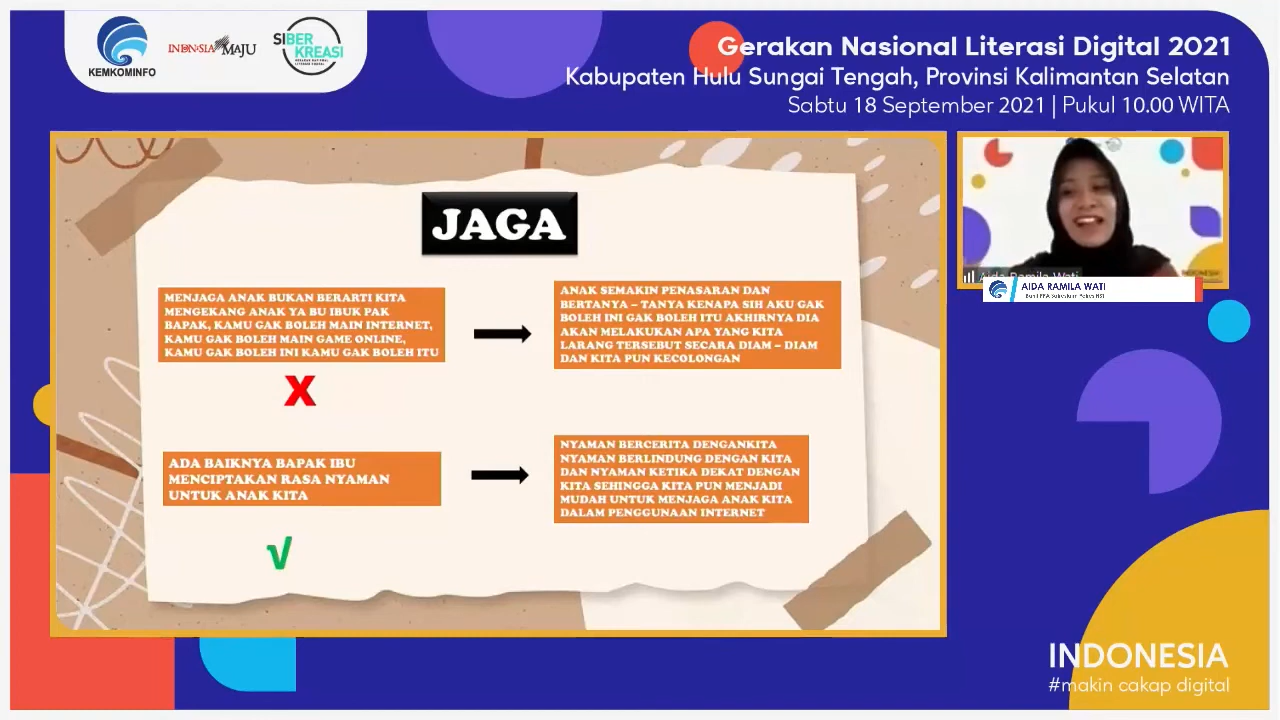 KEMKOMINFO
INDONESIA MAJU
SIBER
KREASI
Gerakan Nasional Literasi Digital 2021
Kabupaten Hulu Sungai Tengah, Provinsi Kalimantan Selatan
Sabtu 18 September 2021 | Pukul 10.00 WITA
JAGA
MENJAGA ANAK BUKAN BERARTI KITA
MENGEKANG ANAK YA BU IBUK PAK
BAPAK, KAMU GAK BOLEH MAIN INTERNET,
KAMU GAK BOLEH MAIN GAME ONLINE,
KAMU GAK BOLEH INI KAMU GAK BOLEH ITU
X
ANAK SEMAKIN PENASARAN DAN
BERTANYA – TANYA KENAPA SIH AKU GAK
BOLEH INI GAK BOLEH ITU AKHIRNYA DIA
AKAN MELAKUKAN APA YANG KITA
LARANG TERSEBUT SECARA DIAM – DIAM
DAN KITA PUN KECOLONGAN
ADA BAIKNYA BAPAK IBU
MENCIPTAKAN RASA NYAMAN
UNTUK ANAK KITA
√
NYAMAN BERCERITA DENGANKITA
NYAMAN BERLINDUNG DENGAN KITA
DAN NYAMAN KETIKA DEKAT DENGAN
KITA SEHINGGA KITA PUN MENJADI
MUDAH UNTUK MENJAGA ANAK KITA
DALAM PENGGUNAAN INTERNET
Aida Ramila Wati
AIDA RAMILA WATI
INDONESIA
#makin cakap digital